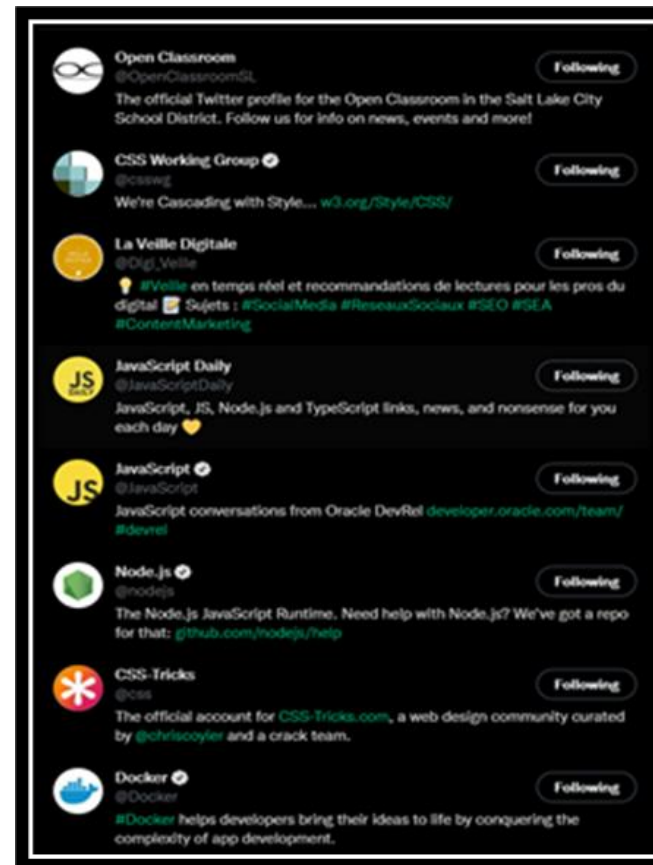 Open Classroom
Following
@OpenClassroomSL
The official Twitter profile for the Open Classroom in the Salt Lake City
School District. Follow us for info on news, events and more!
CSS Working Group
Following
@csswg
We're Cascading with Style... w3.org/Style/CSS/
La Veille Digitale
Following
@Digi_Veille
💡 #Veille en temps réel et recommandations de lectures pour les pros du
digital 📝 Sujets : #SocialMedia #ReseauxSociaux #SEO #SEA
#ContentMarketing
JS
DAILY
JavaScript Daily
Following
@JavaScriptDaily
JavaScript, JS, Node.js and TypeScript links, news, and nonsense for you
each day 💛
JS
JavaScript
Following
@JavaScript
JavaScript conversations from Oracle DevRel developer.oracle.com/team/
#devrel
Node.js
Following
@nodejs
The Node.js JavaScript Runtime. Need help with Node.js? We've got a repo
for that: github.com/nodejs/help
CSS-Tricks
Following
@css
The official account for CSS-Tricks.com, a web design community curated
by @chriscoyier and a crack team.
Docker
Following
@Docker
#Docker helps developers bring their ideas to life by conquering the
complexity of app development.